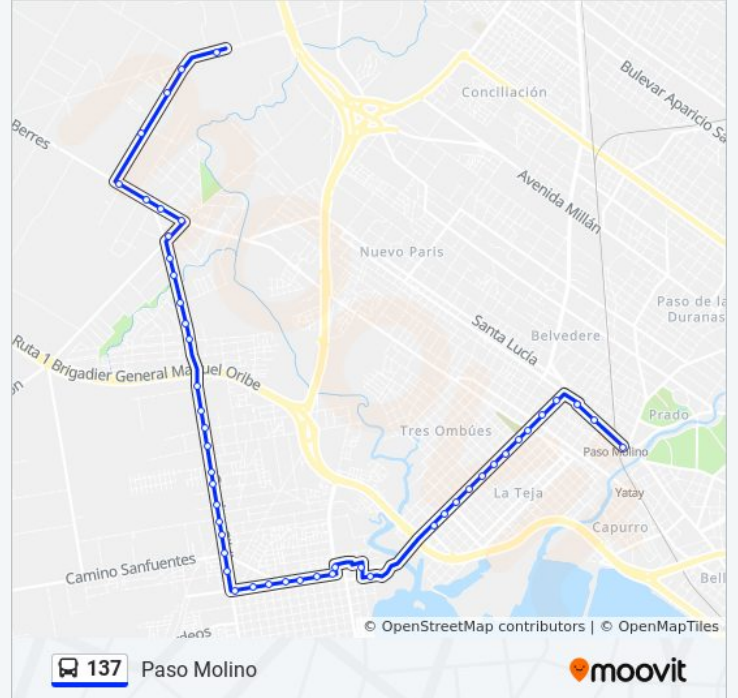 Conciliación
Bulevar Aparicio Sa
Berres
Avenida Millán
Nuevo París
Paso de la
Duranas
Santa Lucía
Belvedere
Ruta 1 Brigadier General Manuel Oribe
Prado
Tres Ombúes
Paso Molino
La Teja
Yatay
Capurro
Camino Sanfuentes
Bell
© OpenStreetMap contributors | © OpenMapTiles
137 Paso Molino
moovit